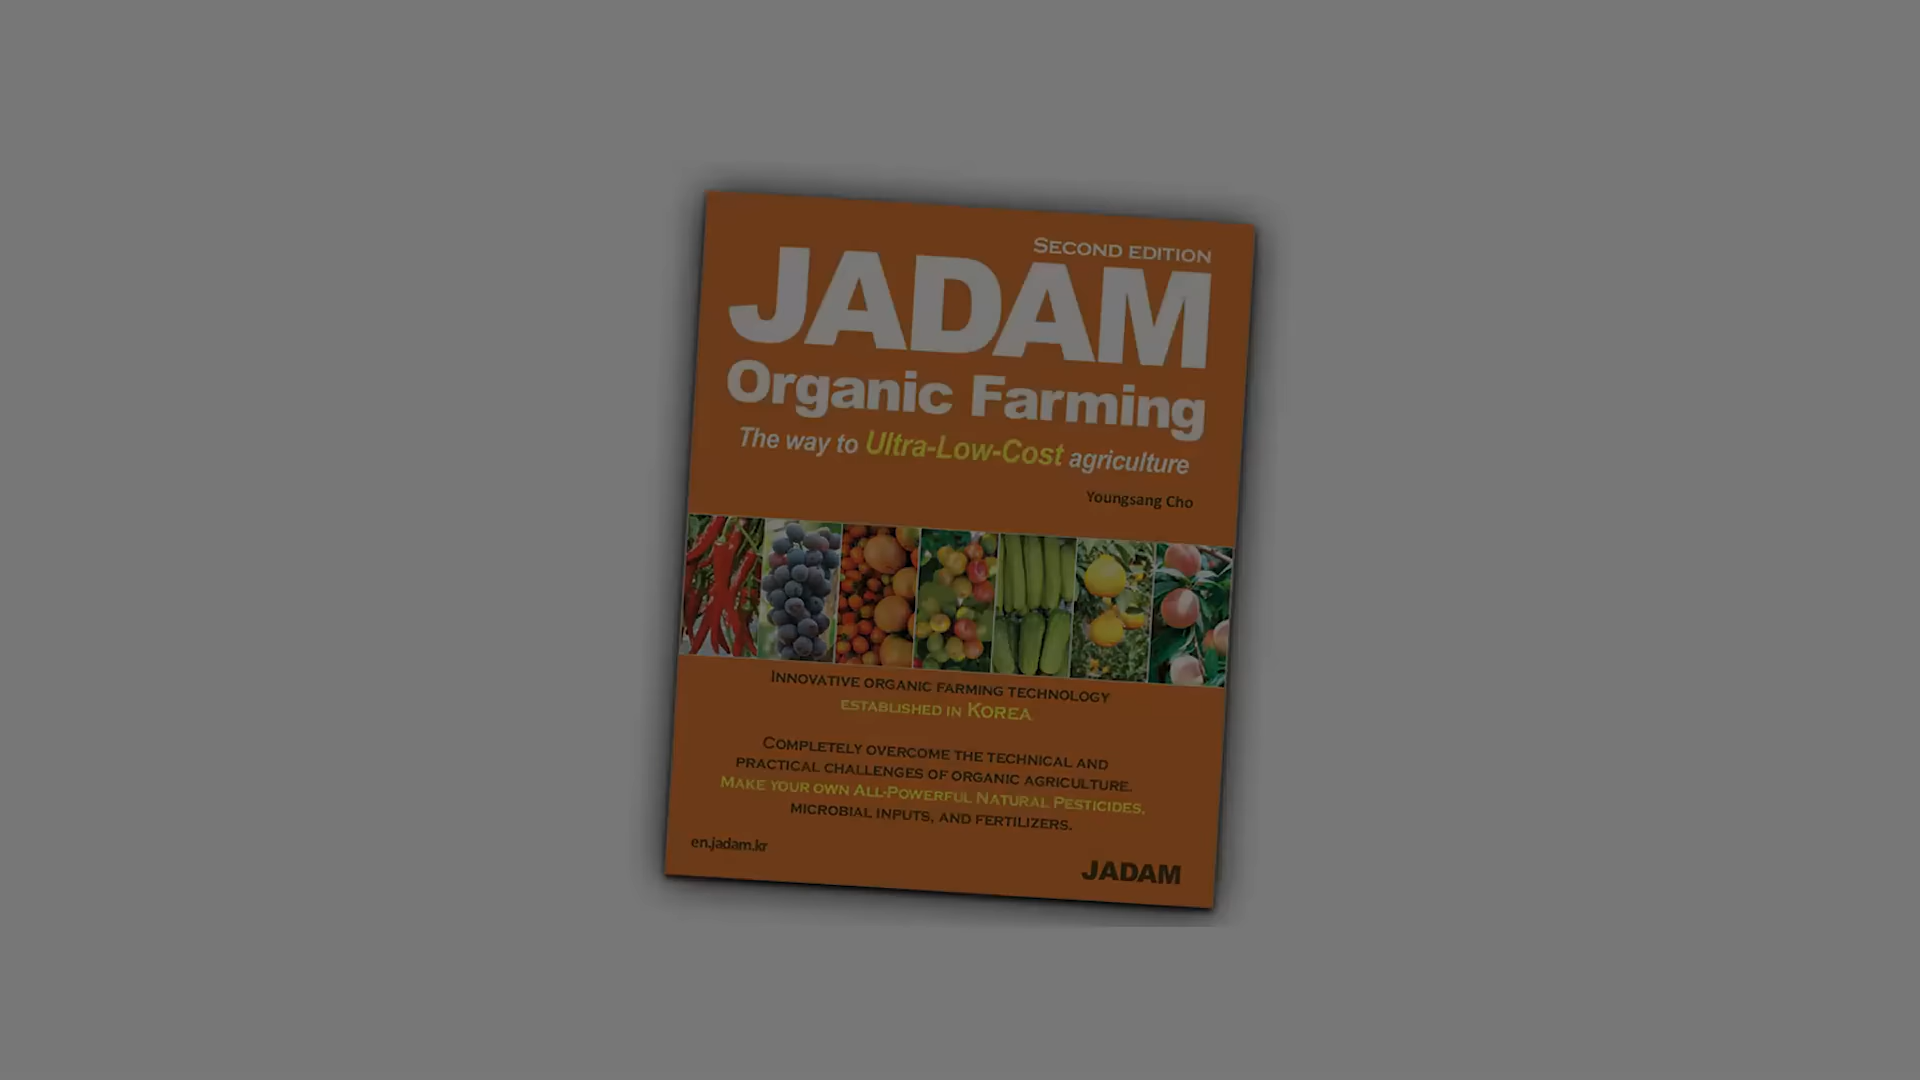 SECOND EDITION
JADAM
Organic Farming
The way to Ultra-Low-Cost agriculture
Youngsang Cho
INNOVATIVE ORGANIC FARMING TECHNOLOGY
ESTABLISHED IN KOREA
COMPLETELY OVERCOME THE TECHNICAL AND
PRACTICAL CHALLENGES OF ORGANIC AGRICULTURE.
MAKE YOUR OWN ALL-POWERFUL NATURAL PESTICIDES,
MICROBIAL INPUTS, AND FERTILIZERS.
en.jadam.kr
JADAM